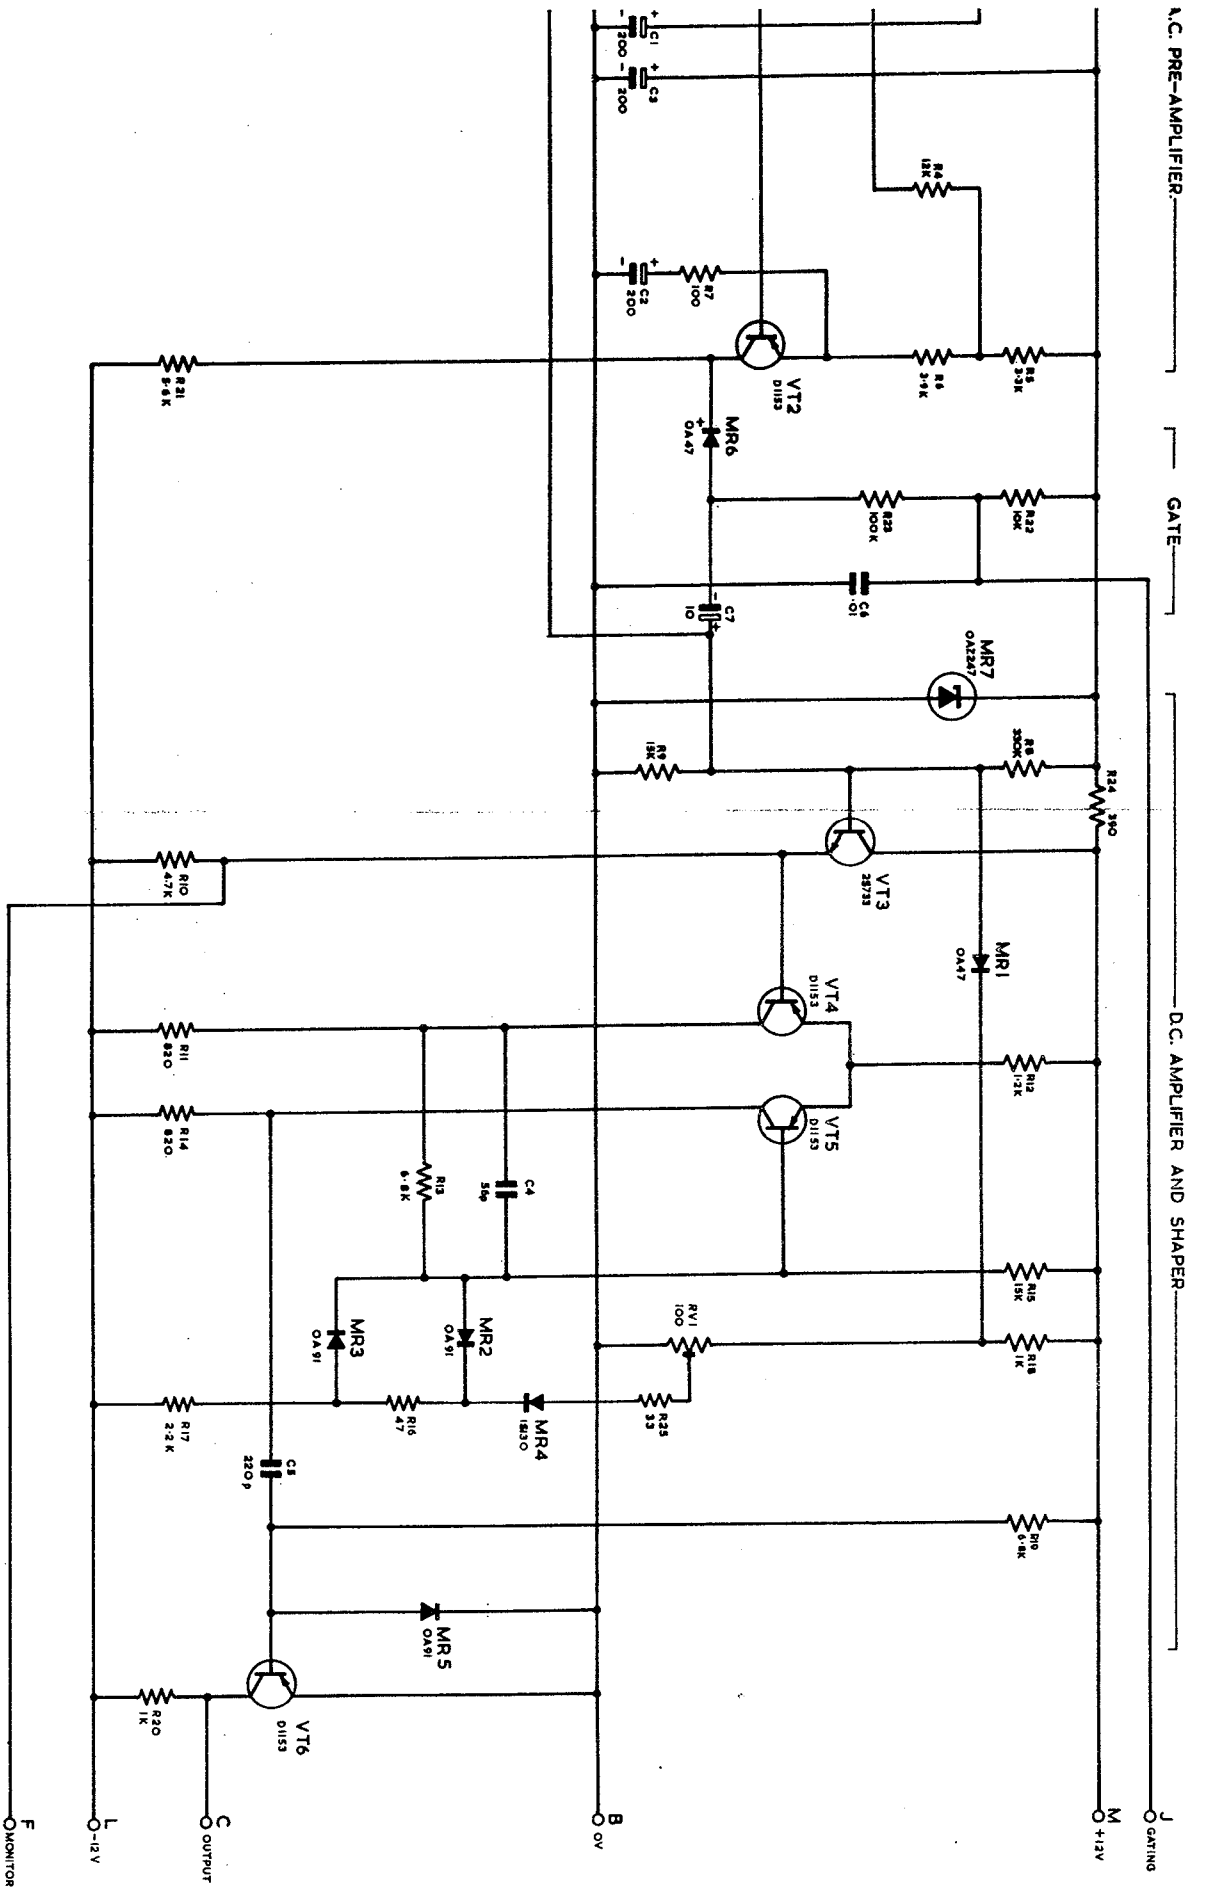 A.C. PRE-AMPLIFIER.
GATE
D.C. AMPLIFIER AND SHAPER
J
GATING
M
+12V
R5
3·3K
R22
10K
R8
330K
R24
390
R12
1·2K
R15
15K
R18
1K
R19
6·8K
R4
12K
R6
3·9K
MR7
OAZ247
MR1
OA47
R23
100K
C6
·01
VT3
2S733
VT2
D1153
VT4
D1153
VT5
D1153
MR6
+
OA47
C7
10
-
+
R7
100
RV1
100
R25
33
+
C1
-
200
+
C3
-
200
+
C2
-
200
R9
15K
B
0V
C4
56p
MR4
1S130
MR2
OA91
R13
6·8K
R16
47
MR5
OA91
MR3
OA91
C5
220p
VT6
D1153
R21
5·6K
R10
4·7K
R11
820
R14
820
R17
2·2K
R20
1K
C
OUTPUT
L
-12V
F
MONITOR